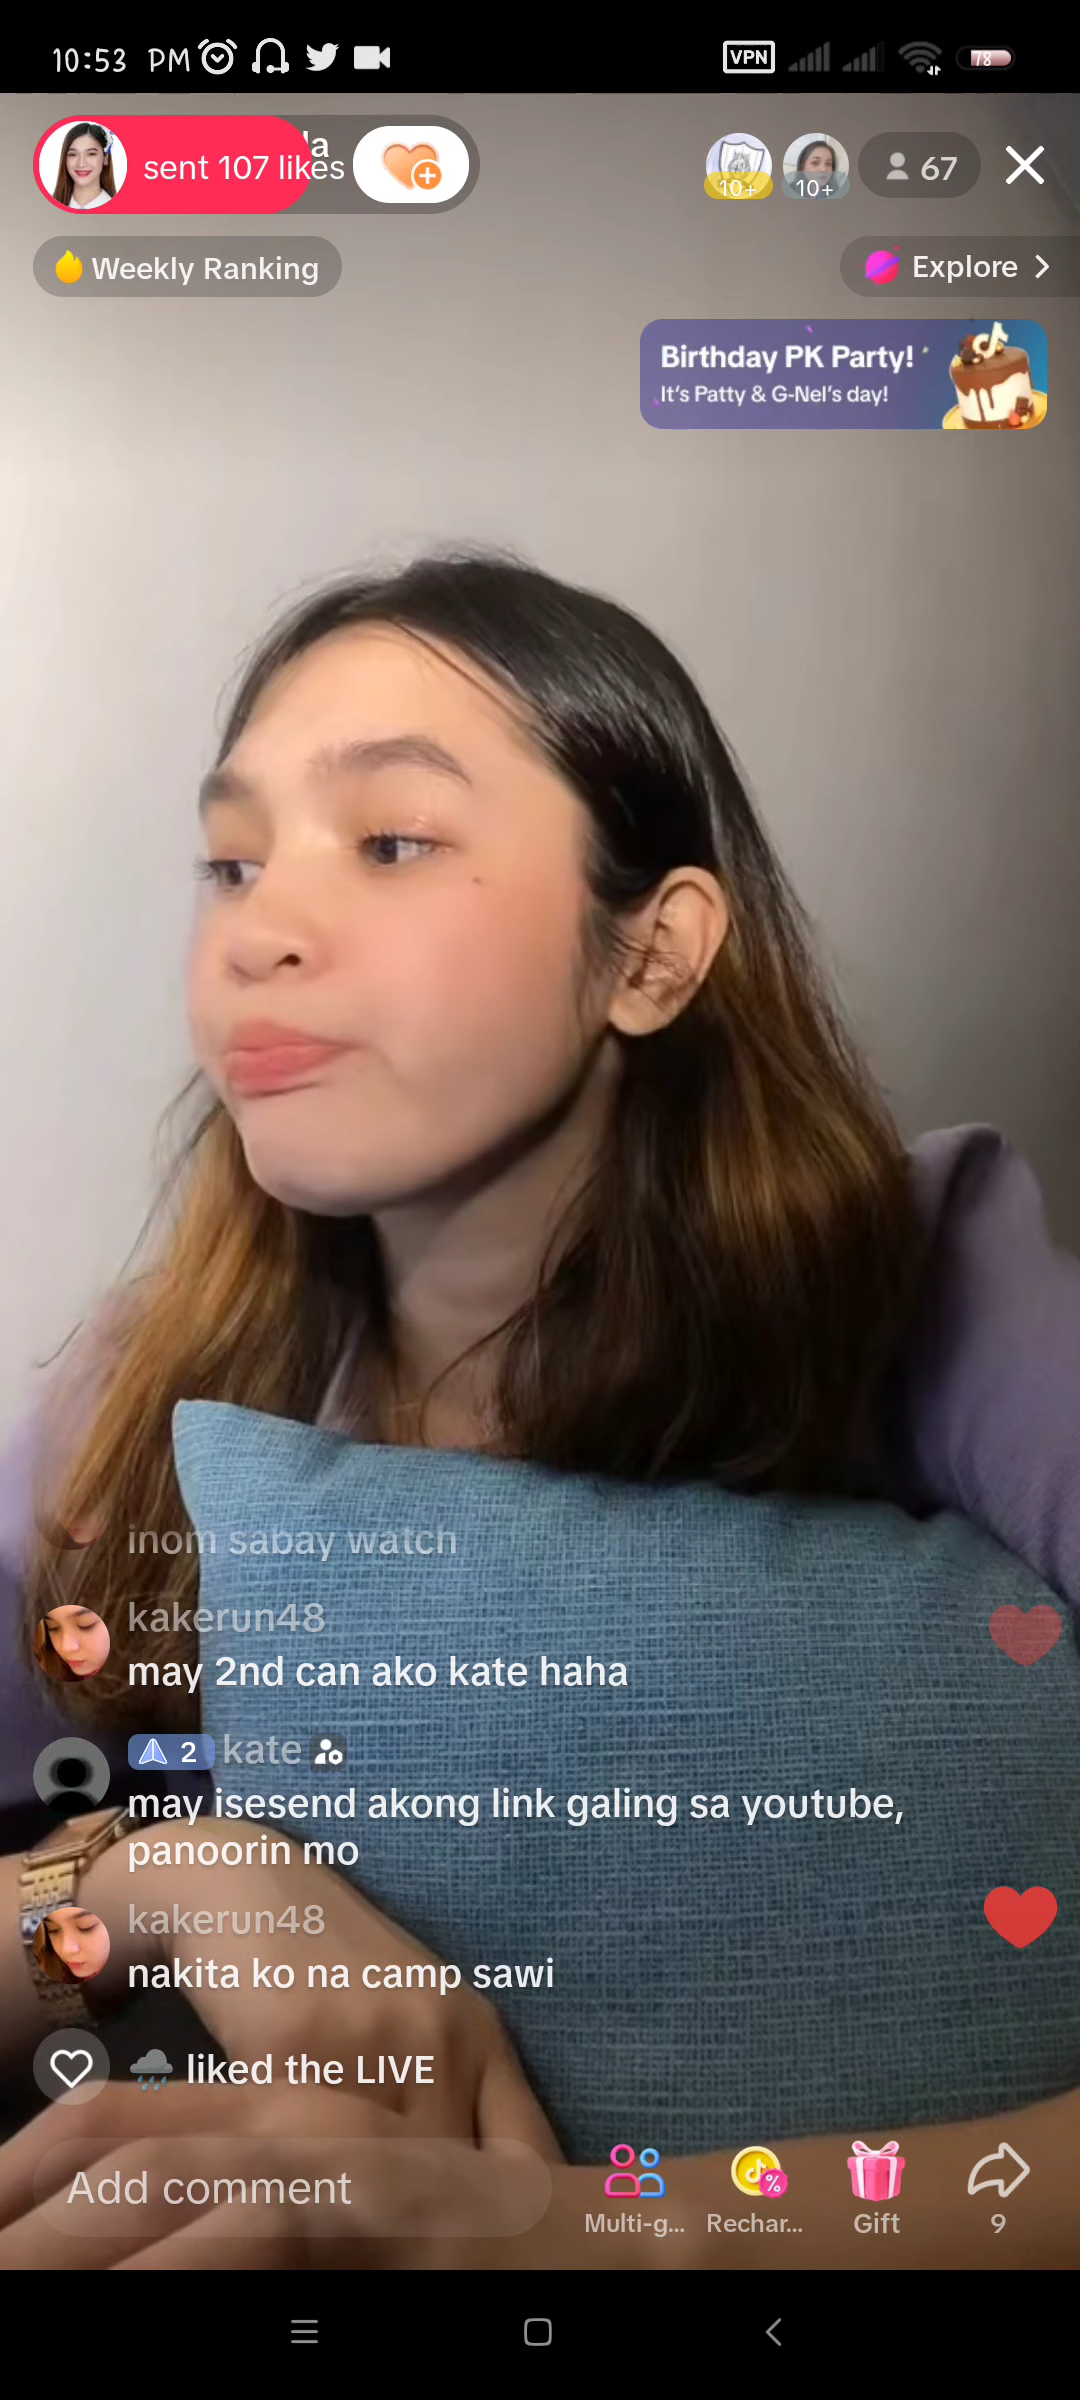 10:53 PM
VPN
78
la
sent 107 likes
10+
10+
67
Weekly Ranking
Explore
Birthday PK Party!
It's Patty & G-Nel's day!
inom sabay watch
kakerun48
may 2nd can ako kate haha
2 kate
may isesend akong link galing sa youtube,
panoorin mo
kakerun48
nakita ko na camp sawi
liked the LIVE
Add comment
Multi-g...
Rechar...
Gift
9